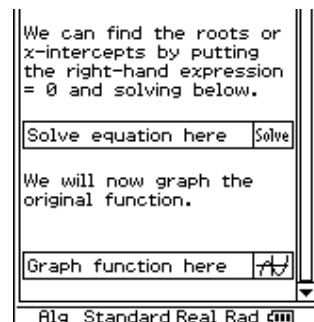 We can find the roots or
x-intercepts by putting
the right-hand expression
= 0 and solving below.
Solve equation here Solve
We will now graph the
original function.
Graph function here
Alg Standard Real Rad